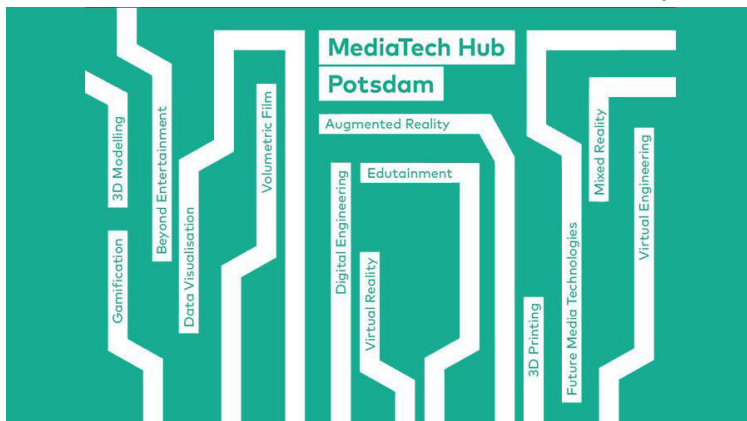 MediaTech Hub
Potsdam
Augmented Reality
Edutainment
3D Modelling
Gamification
Beyond Entertainment
Data Visualisation
Volumetric Film
Digital Engineering
Virtual Reality
3D Printing
Future Media Technologies
Mixed Reality
Virtual Engineering